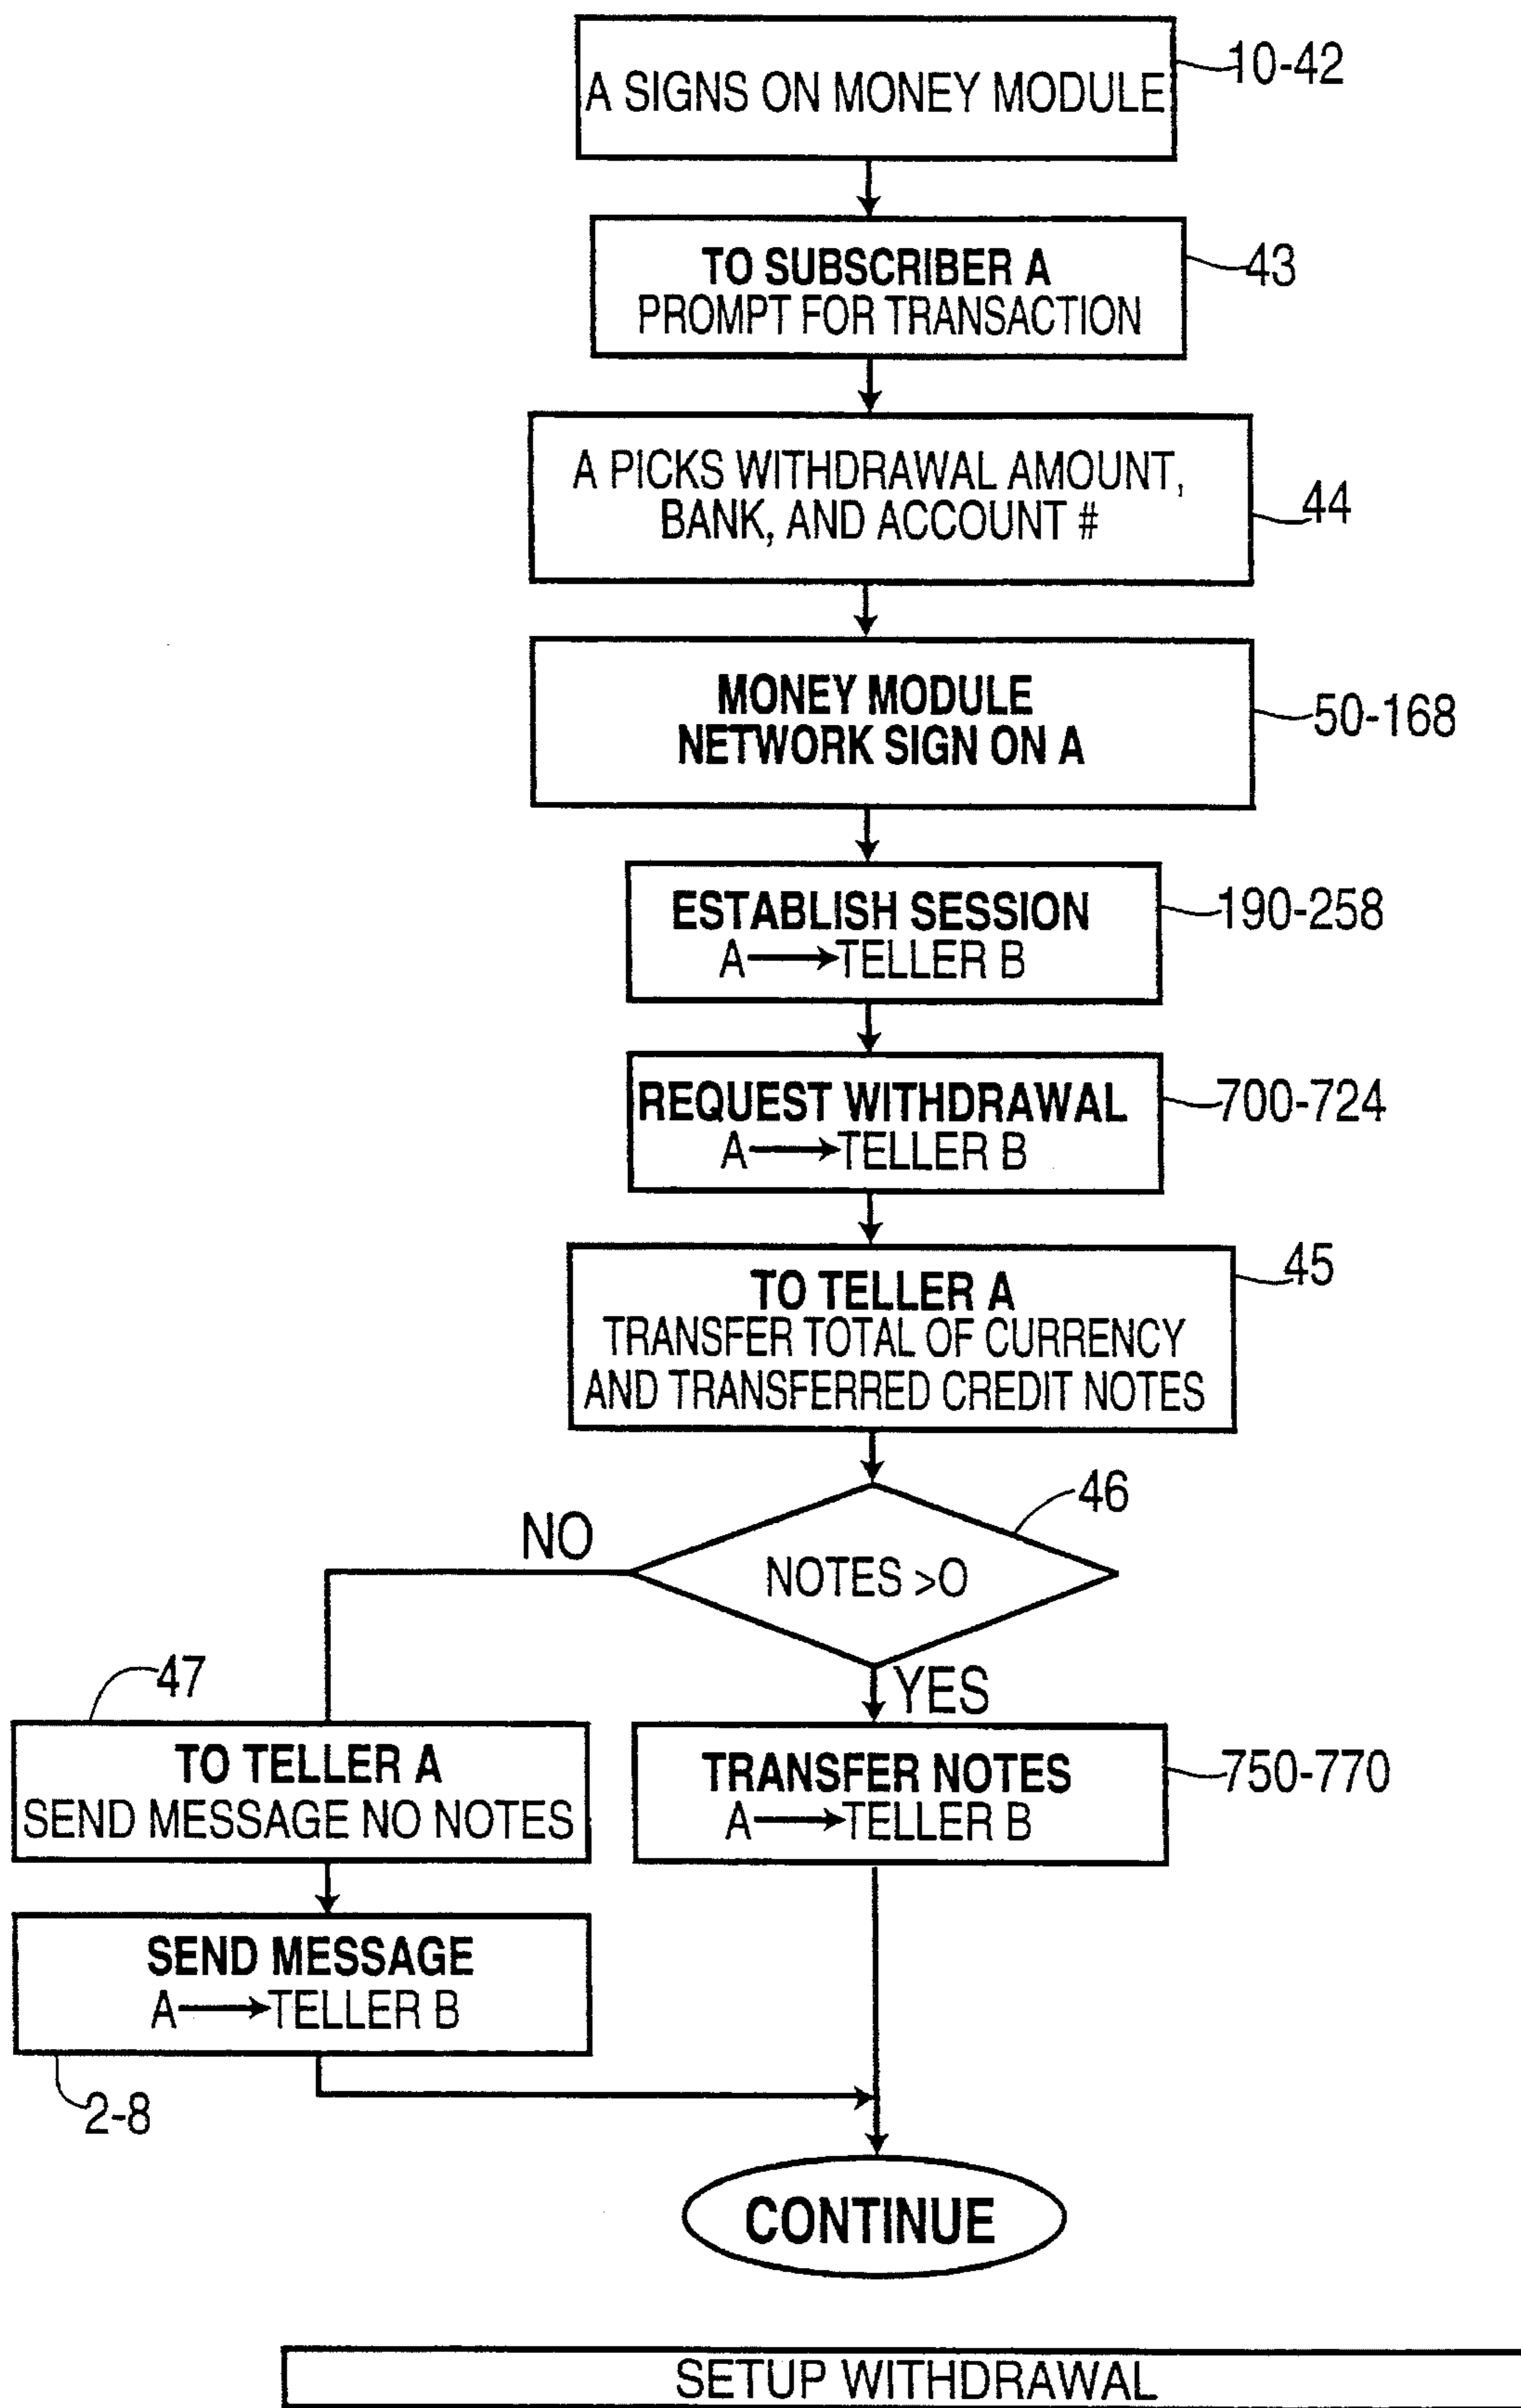 A SIGNS ON MONEY MODULE
10-42
TO SUBSCRIBER A
PROMPT FOR TRANSACTION
43
A PICKS WITHDRAWAL AMOUNT,
BANK, AND ACCOUNT #
44
MONEY MODULE
NETWORK SIGN ON A
50-168
ESTABLISH SESSION
A → TELLER B
190-258
REQUEST WITHDRAWAL
A → TELLER B
700-724
TO TELLER A
TRANSFER TOTAL OF CURRENCY
AND TRANSFERRED CREDIT NOTES
45
NOTES >O
46
NO
YES
47
TO TELLER A
SEND MESSAGE NO NOTES
TRANSFER NOTES
A → TELLER B
750-770
SEND MESSAGE
A → TELLER B
2-8
CONTINUE
SETUP WITHDRAWAL